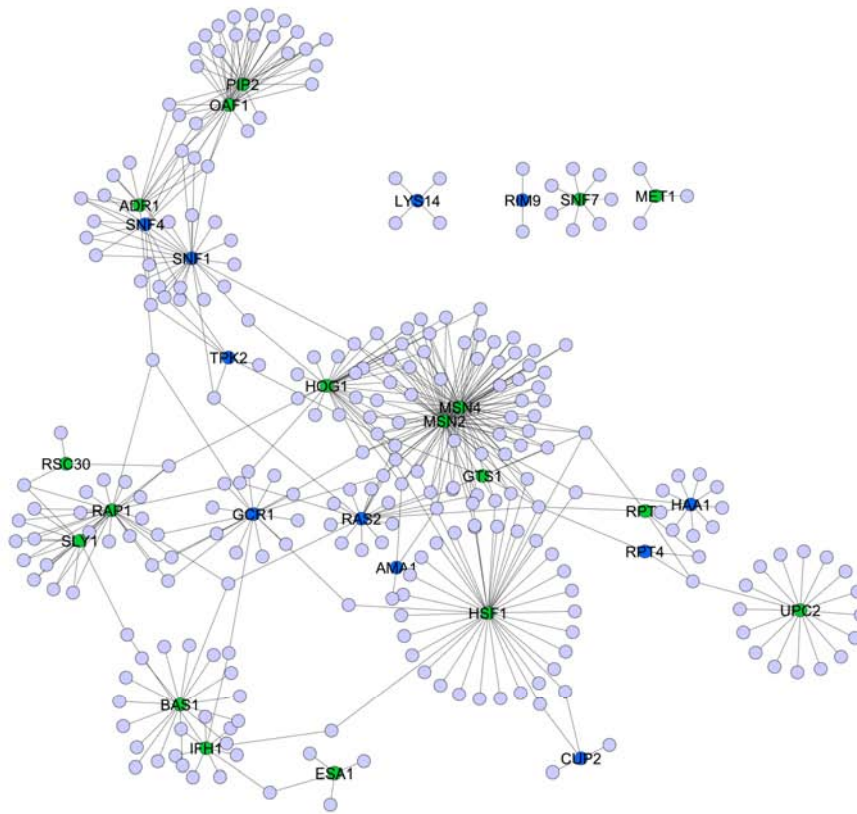 PIP2
OAF1
ADR1
SNF4
LYS14
RIM9
SNF7
MET1
SNF1
TPK2
HOG1
MSN4
MSN2
RSC30
GTS1
RAP1
GCR1
RAS2
RPT
HAA1
SLY1
AMA1
RPT4
HSF1
UPC2
BAS1
IFH1
ESA1
CUP2